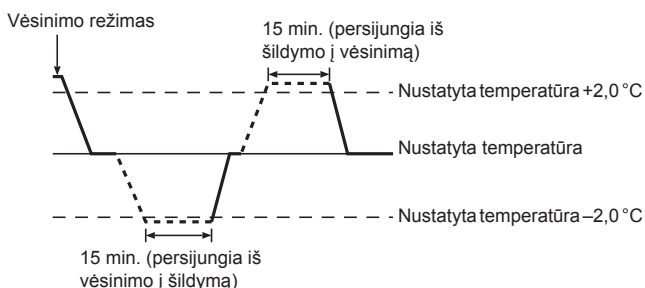 Vėsinimo režimas
15 min. (persijungia iš
šildymo į vėsinimą)
Nustatyta temperatūra +2,0 °C
Nustatyta temperatūra
Nustatyta temperatūra –2,0 °C
15 min. (persijungia iš
vėsinimo į šildymą)